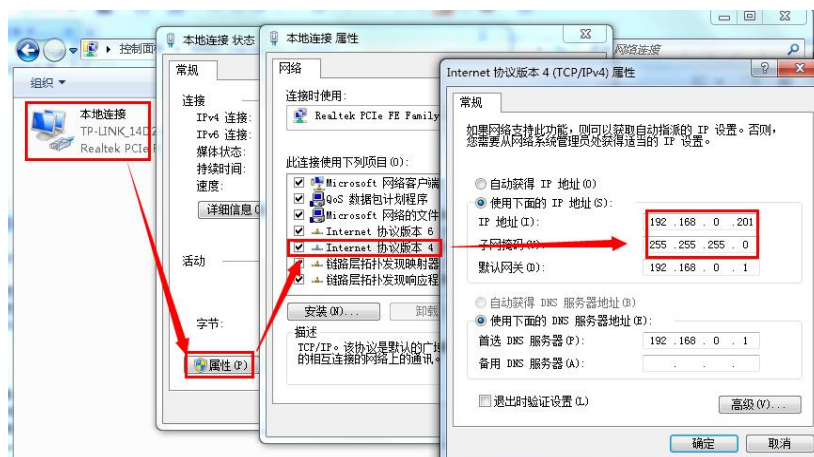 控制面
网络连接
组织
本地连接
TP-LINK_14D2
Realtek PCIe
本地连接 状态
常规
连接
IPv4 连接:
IPv6 连接:
媒体状态:
持续时间:
速度:
详细信息(
活动
字节:
属性(P)
本地连接 属性
网络
连接时使用:
Realtek PCIe FE Family
此连接使用下列项目(O):
Microsoft 网络客户端
QoS 数据包计划程序
Microsoft 网络的文件
Internet 协议版本 6
Internet 协议版本 4
链路层拓扑发现映射器
链路层拓扑发现响应程
安装(N)...
卸载
描述
TCP/IP。该协议是默认的广域
的相互连接的网络上的通讯。
Internet 协议版本 4 (TCP/IPv4) 属性
常规
如果网络支持此功能，则可以获取自动指派的 IP 设置。否则，
您需要从网络系统管理员处获得适当的 IP 设置。
自动获得 IP 地址(O)
使用下面的 IP 地址(S):
IP 地址(I): 192 .168 . 0 .201
子网掩码(U): 255 .255 .255 . 0
默认网关(D): 192 .168 . 0 . 1
自动获得 DNS 服务器地址(B)
使用下面的 DNS 服务器地址(E):
首选 DNS 服务器(P): 192 .168 . 0 . 1
备用 DNS 服务器(A): . . .
退出时验证设置(L)
高级(V)...
确定
取消